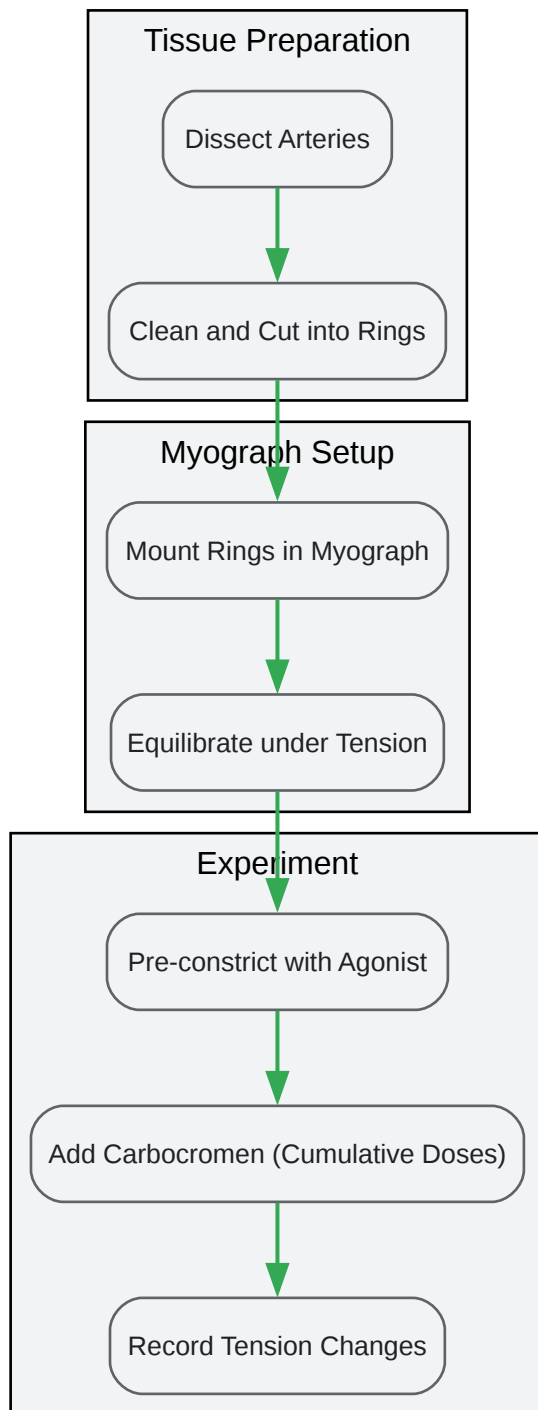 Tissue Preparation
Dissect Arteries
Clean and Cut into Rings
Myograph Setup
Mount Rings in Myograph
Equilibrate under Tension
Experiment
Pre-constrict with Agonist
Add Carbocromen (Cumulative Doses)
Record Tension Changes